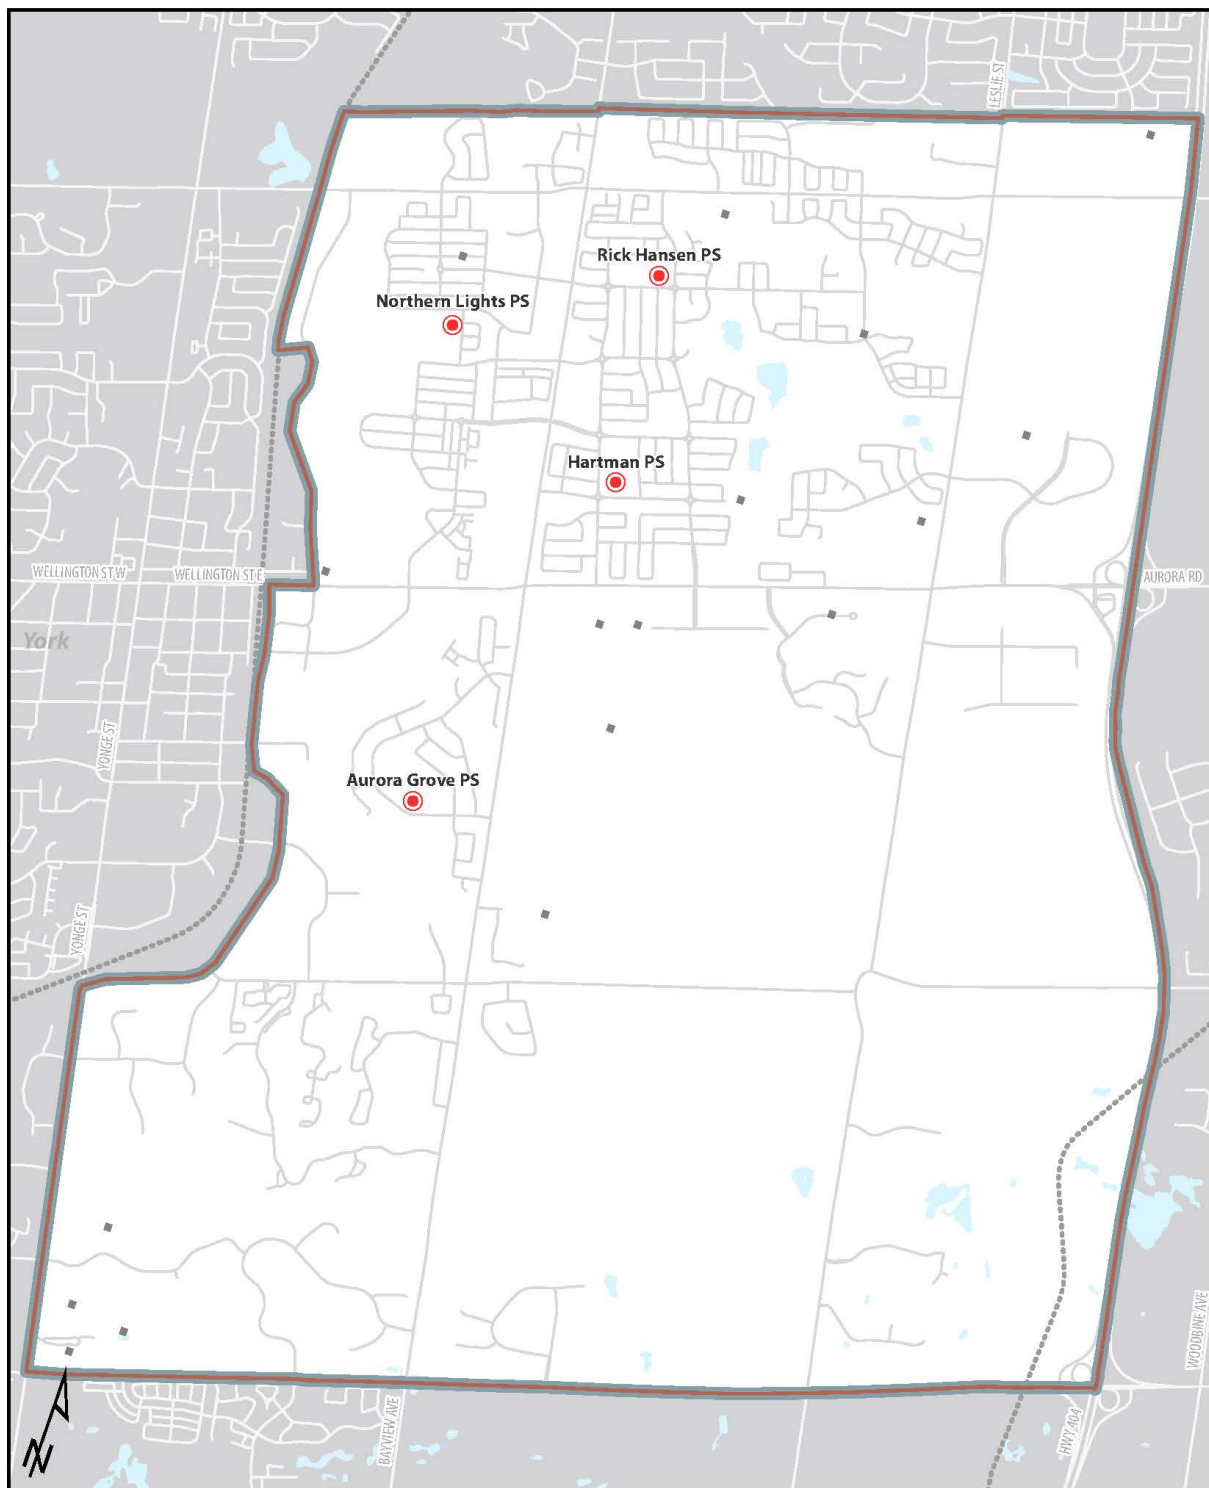 LESLIE ST
Rick Hansen PS
Northern Lights PS
Hartman PS
WELLINGTON ST W
WELLINGTON ST E
AURORA RD
York
YONGE ST
Aurora Grove PS
YONGE ST
WOODBINE AVE
BAYVIEW AVE
HWY 404
N